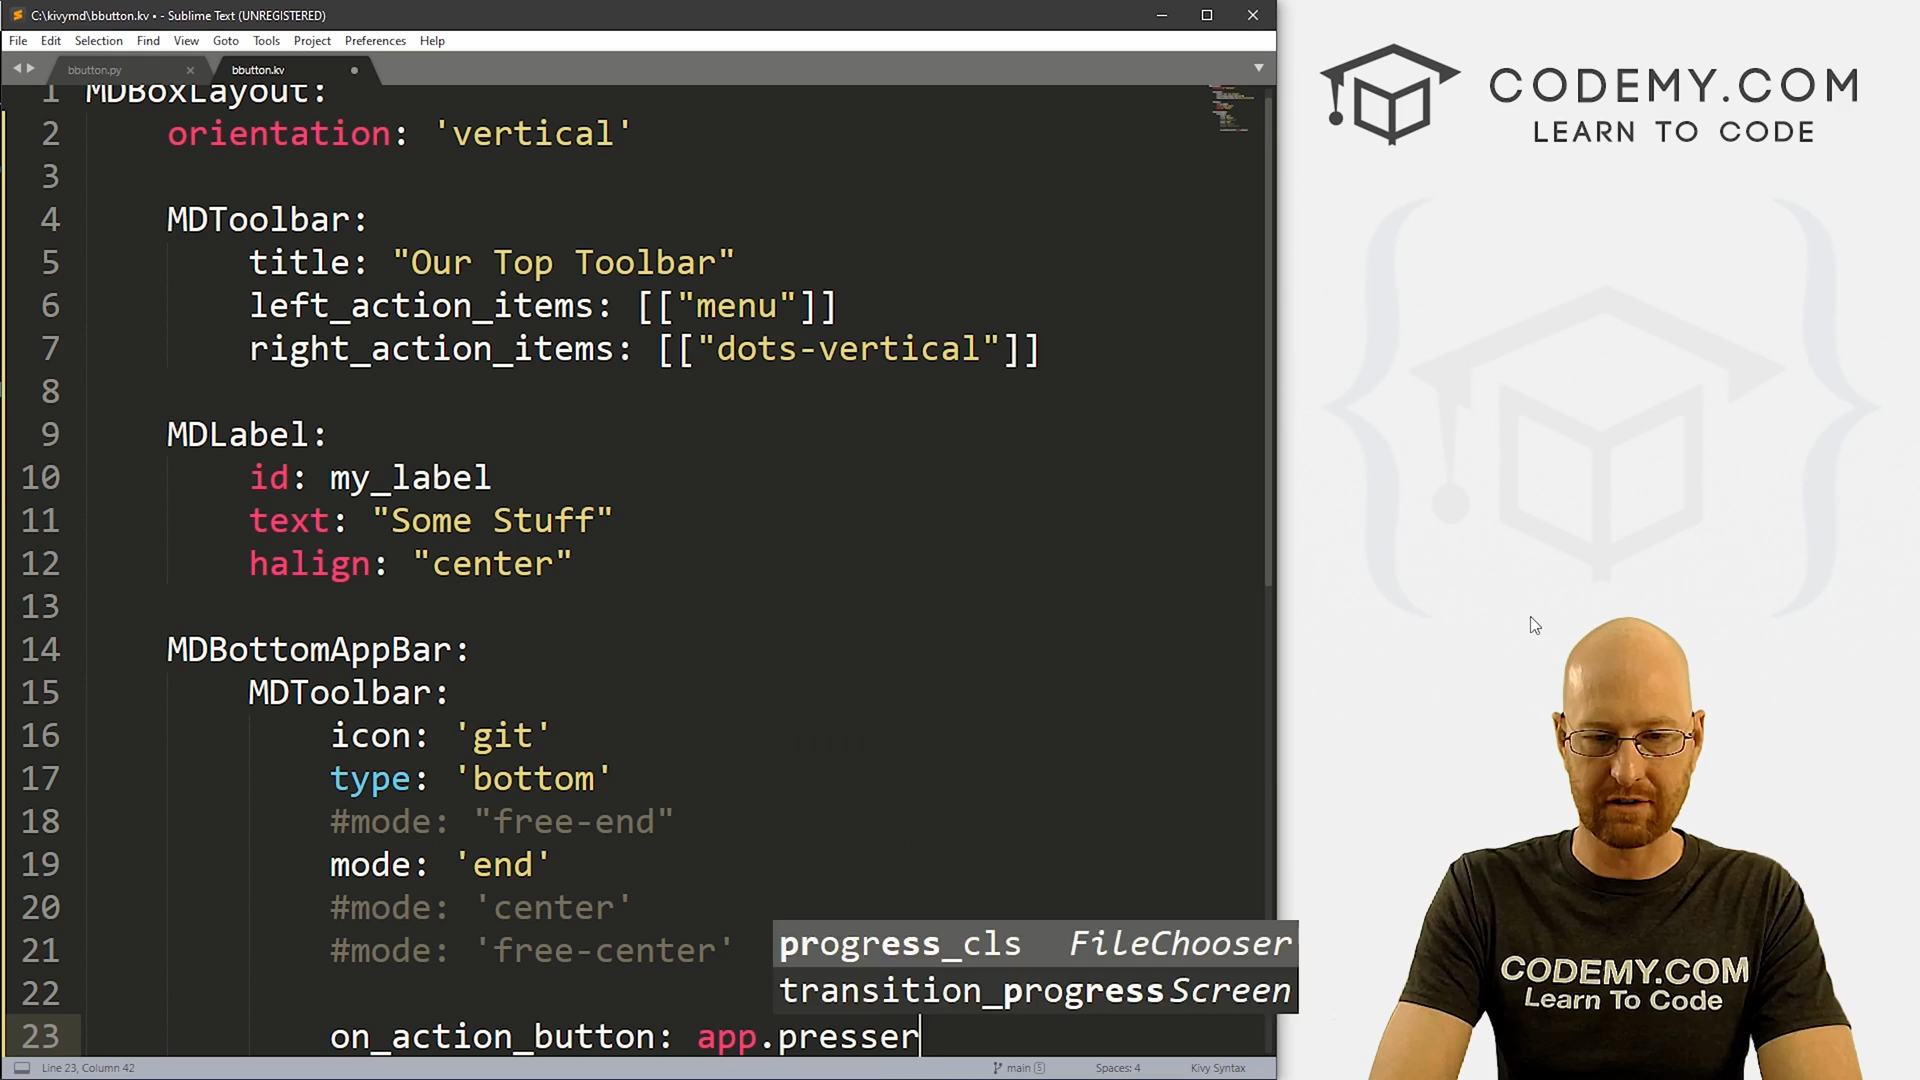 C:\kivymd\bbutton.kv • - Sublime Text (UNREGISTERED)
File Edit Selection Find View Goto Tools Project Preferences Help
bbutton.py bbutton.kv
1 MDBoxLayout:
2 orientation: 'vertical'
3
4 MDToolbar:
5 title: "Our Top Toolbar"
6 left_action_items: [["menu"]]
7 right_action_items: [["dots-vertical"]]
8
9 MDLabel:
10 id: my_label
11 text: "Some Stuff"
12 halign: "center"
13
14 MDBottomAppBar:
15 MDToolbar:
16 icon: 'git'
17 type: 'bottom'
18 #mode: "free-end"
19 mode: 'end'
20 #mode: 'center'
21 #mode: 'free-center'
22
23 on_action_button: app.presser
progress_cls FileChooser
transition_progress Screen
Line 23, Column 42 main 5 Spaces: 4 Kivy Syntax
CODEMY.COM
LEARN TO CODE
CODEMY.COM
Learn To Code